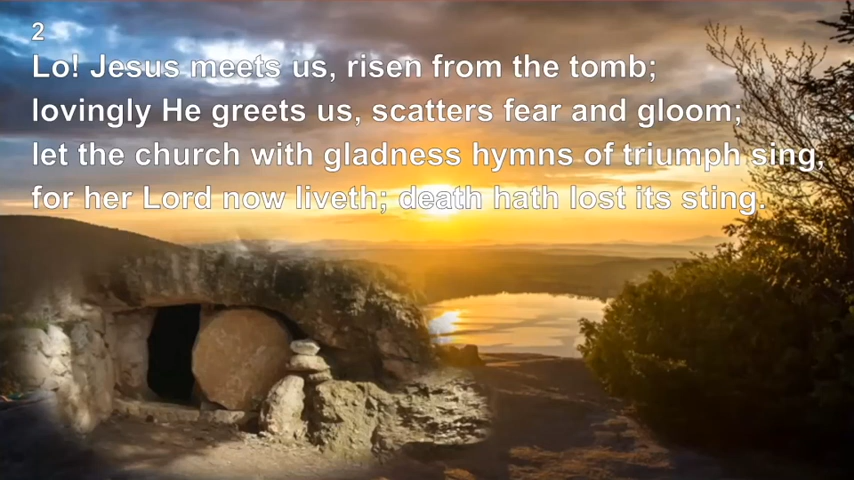 2
Lo! Jesus meets us, risen from the tomb;
lovingly He greets us, scatters fear and gloom;
let the church with gladness hymns of triumph sing,
for her Lord now liveth; death hath lost its sting.